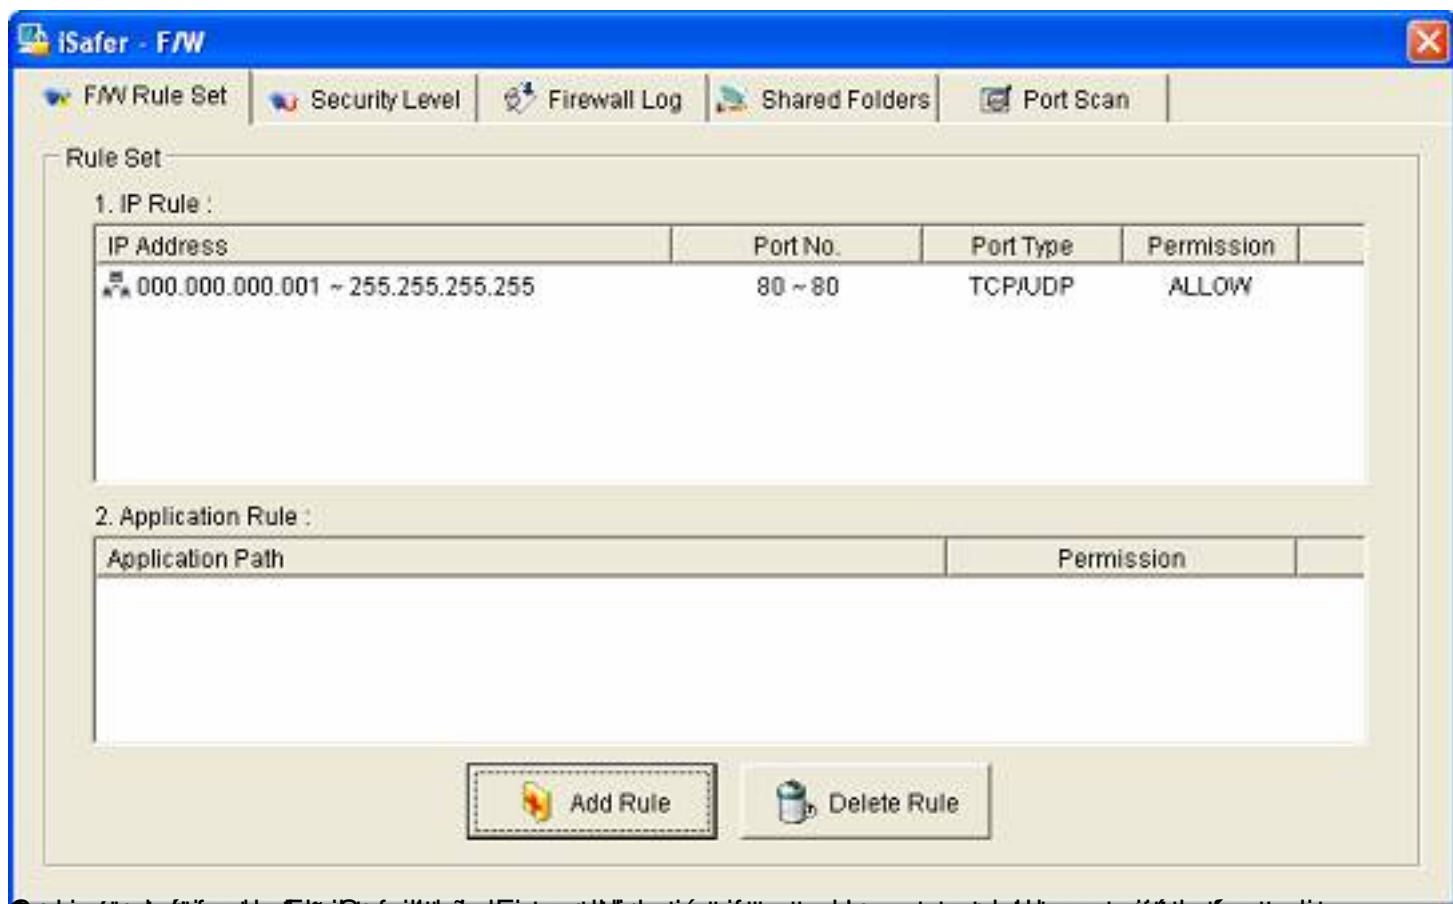 iSafer - F/W
F/W Rule Set Security Level Firewall Log Shared Folders Port Scan
Rule Set
1. IP Rule :
IP Address Port No. Port Type Permission
000.000.000.001 ~ 255.255.255.255 80 ~ 80 TCP/UDP ALLOW
2. Application Rule :
Application Path Permission
Add Rule Delete Rule